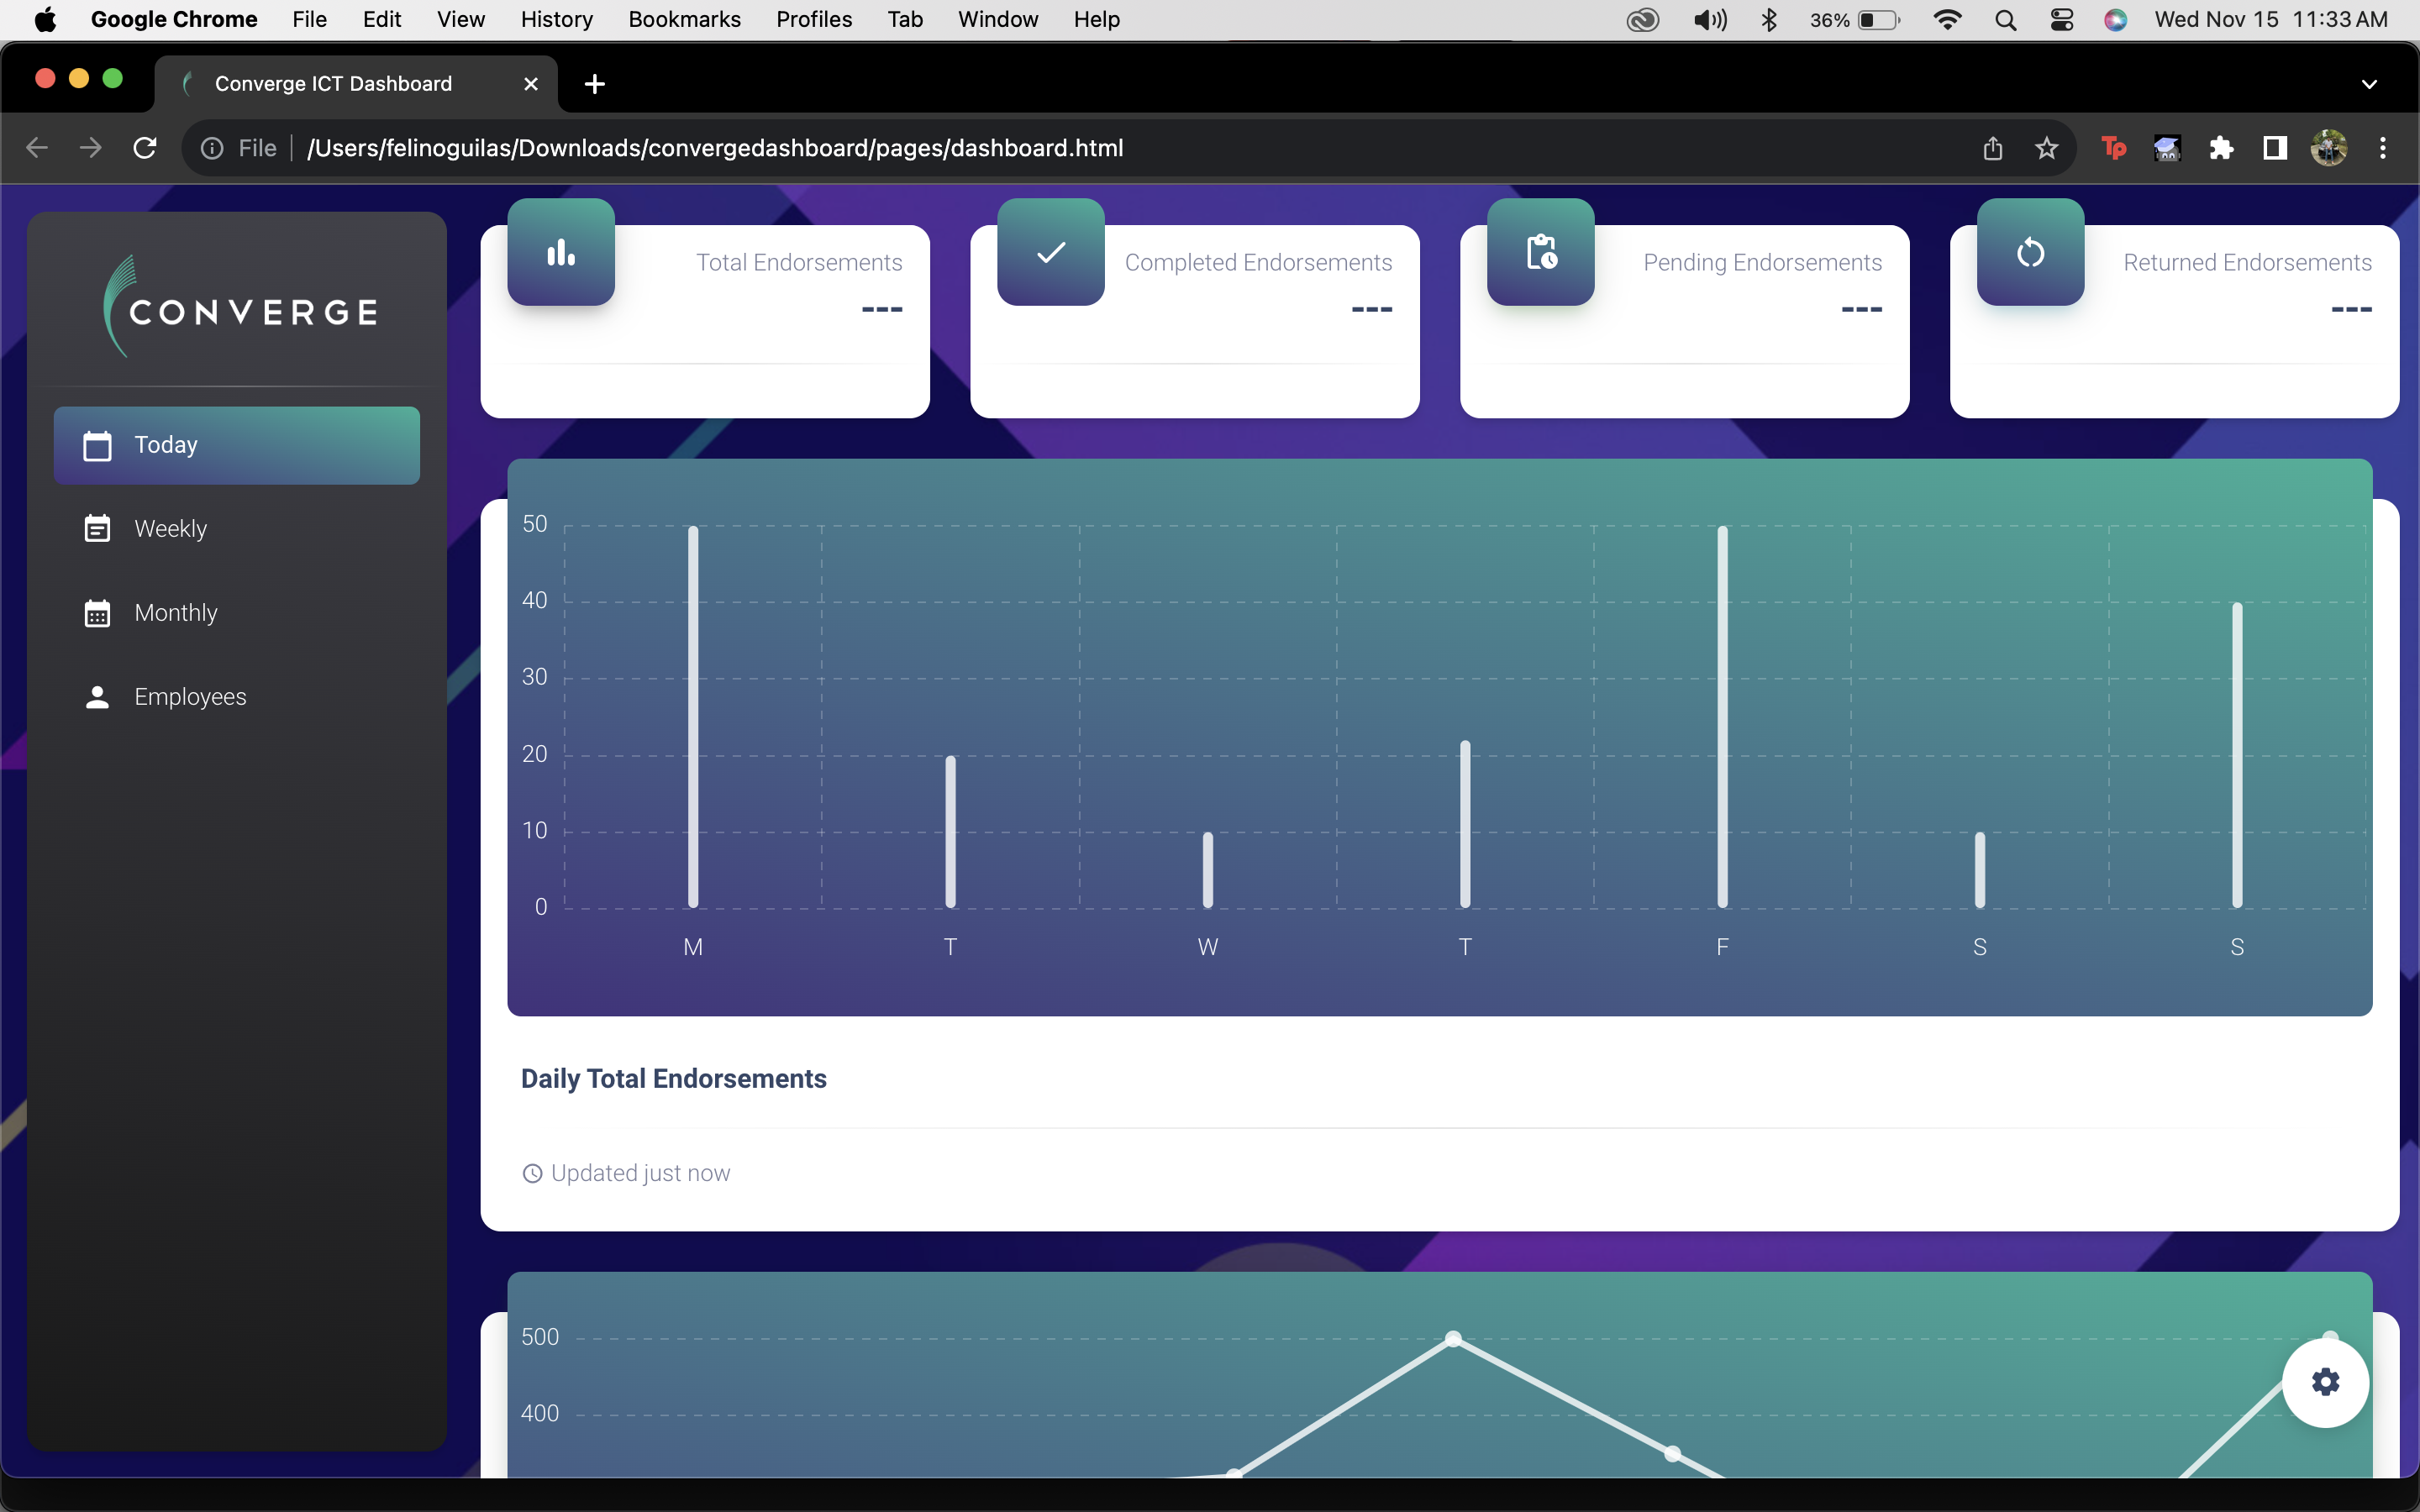 Google Chrome File Edit View History Bookmarks Profiles Tab Window Help 36% Wed Nov 15 11:33 AM
Converge ICT Dashboard
File /Users/felinoguilas/Downloads/convergedashboard/pages/dashboard.html
Tp
CONVERGE
Today
Weekly
Monthly
Employees
Total Endorsements
---
Completed Endorsements
---
Pending Endorsements
---
Returned Endorsements
---
50
40
30
20
10
0
M T W T F S S
Daily Total Endorsements
Updated just now
500
400